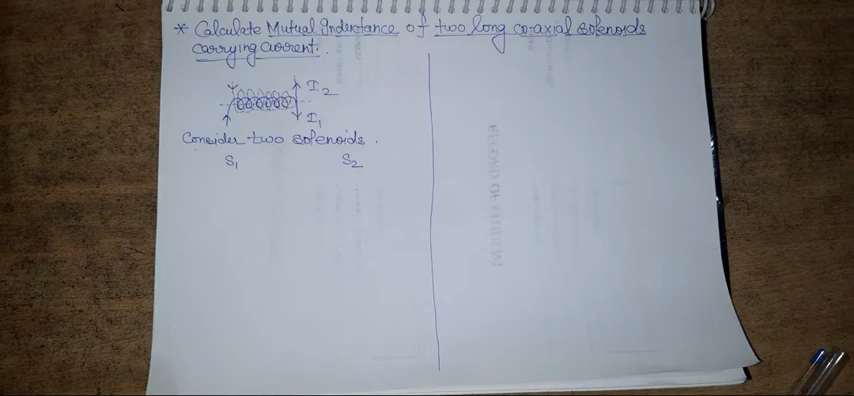 * Calculate Mutual Inductance of two long co-axial solenoids
carrying current.
I2
I1
Consider two solenoids.
S1 S2